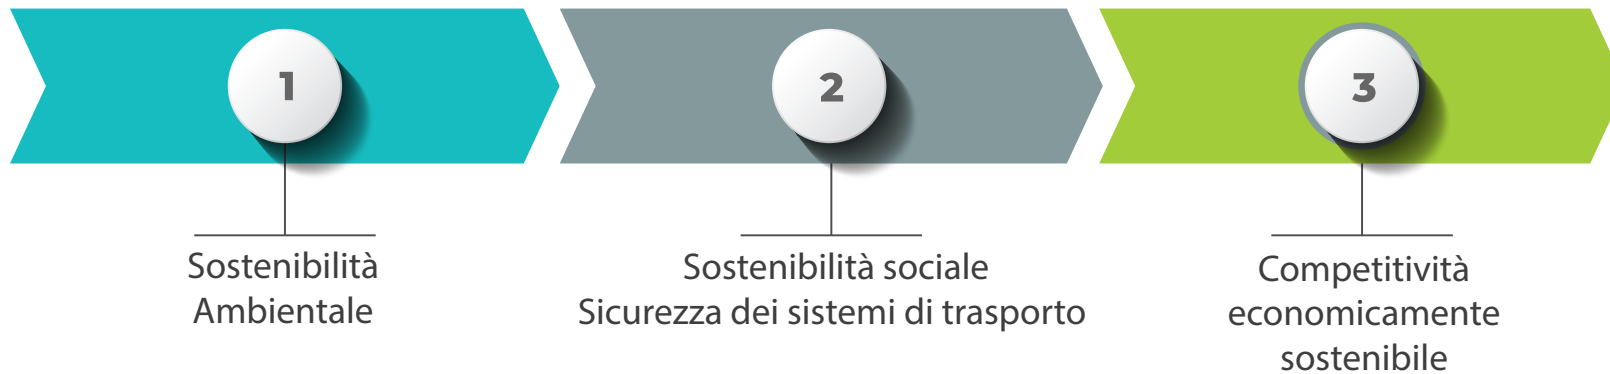 1
Sostenibilità
Ambientale
2
Sostenibilità sociale
Sicurezza dei sistemi di trasporto
3
Competitività
economicamente
sostenibile